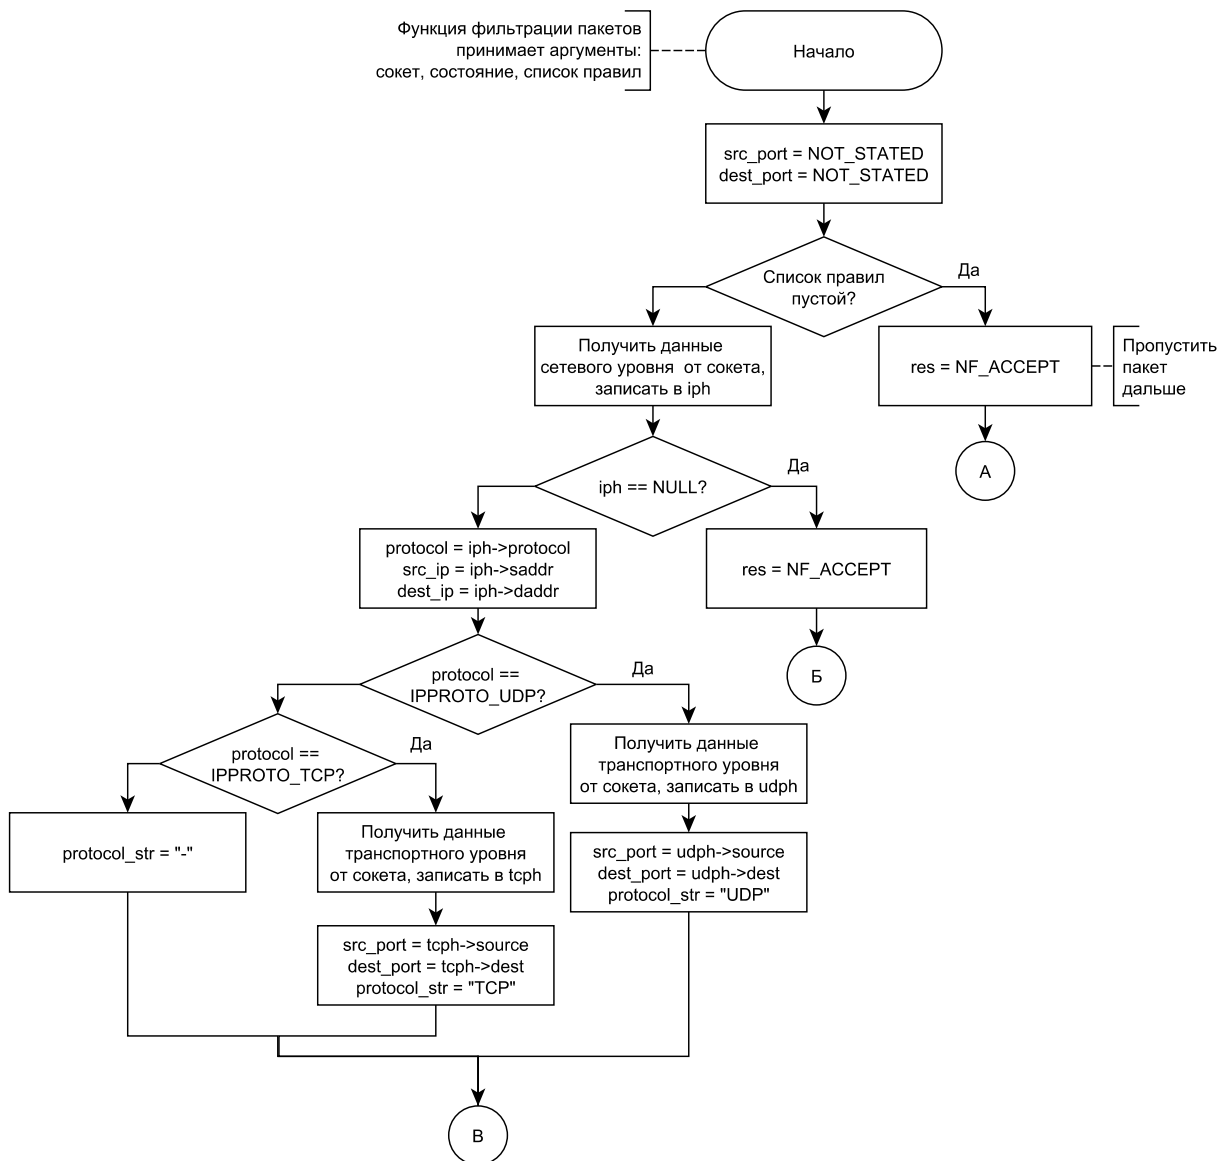 Функция фильтрации пакетов
принимает аргументы:
сокет, состояние, список правил
Начало
src_port = NOT_STATED
dest_port = NOT_STATED
Список правил
пустой?
Да
Получить данные
сетевого уровня от сокета,
записать в iph
res = NF_ACCEPT
Пропустить
пакет
дальше
А
iph == NULL?
Да
protocol = iph->protocol
src_ip = iph->saddr
dest_ip = iph->daddr
res = NF_ACCEPT
Б
protocol ==
IPPROTO_UDP?
Да
protocol ==
IPPROTO_TCP?
Да
Получить данные
транспортного уровня
от сокета, записать в udph
protocol_str = "-"
Получить данные
транспортного уровня
от сокета, записать в tcph
src_port = udph->source
dest_port = udph->dest
protocol_str = "UDP"
src_port = tcph->source
dest_port = tcph->dest
protocol_str = "TCP"
В